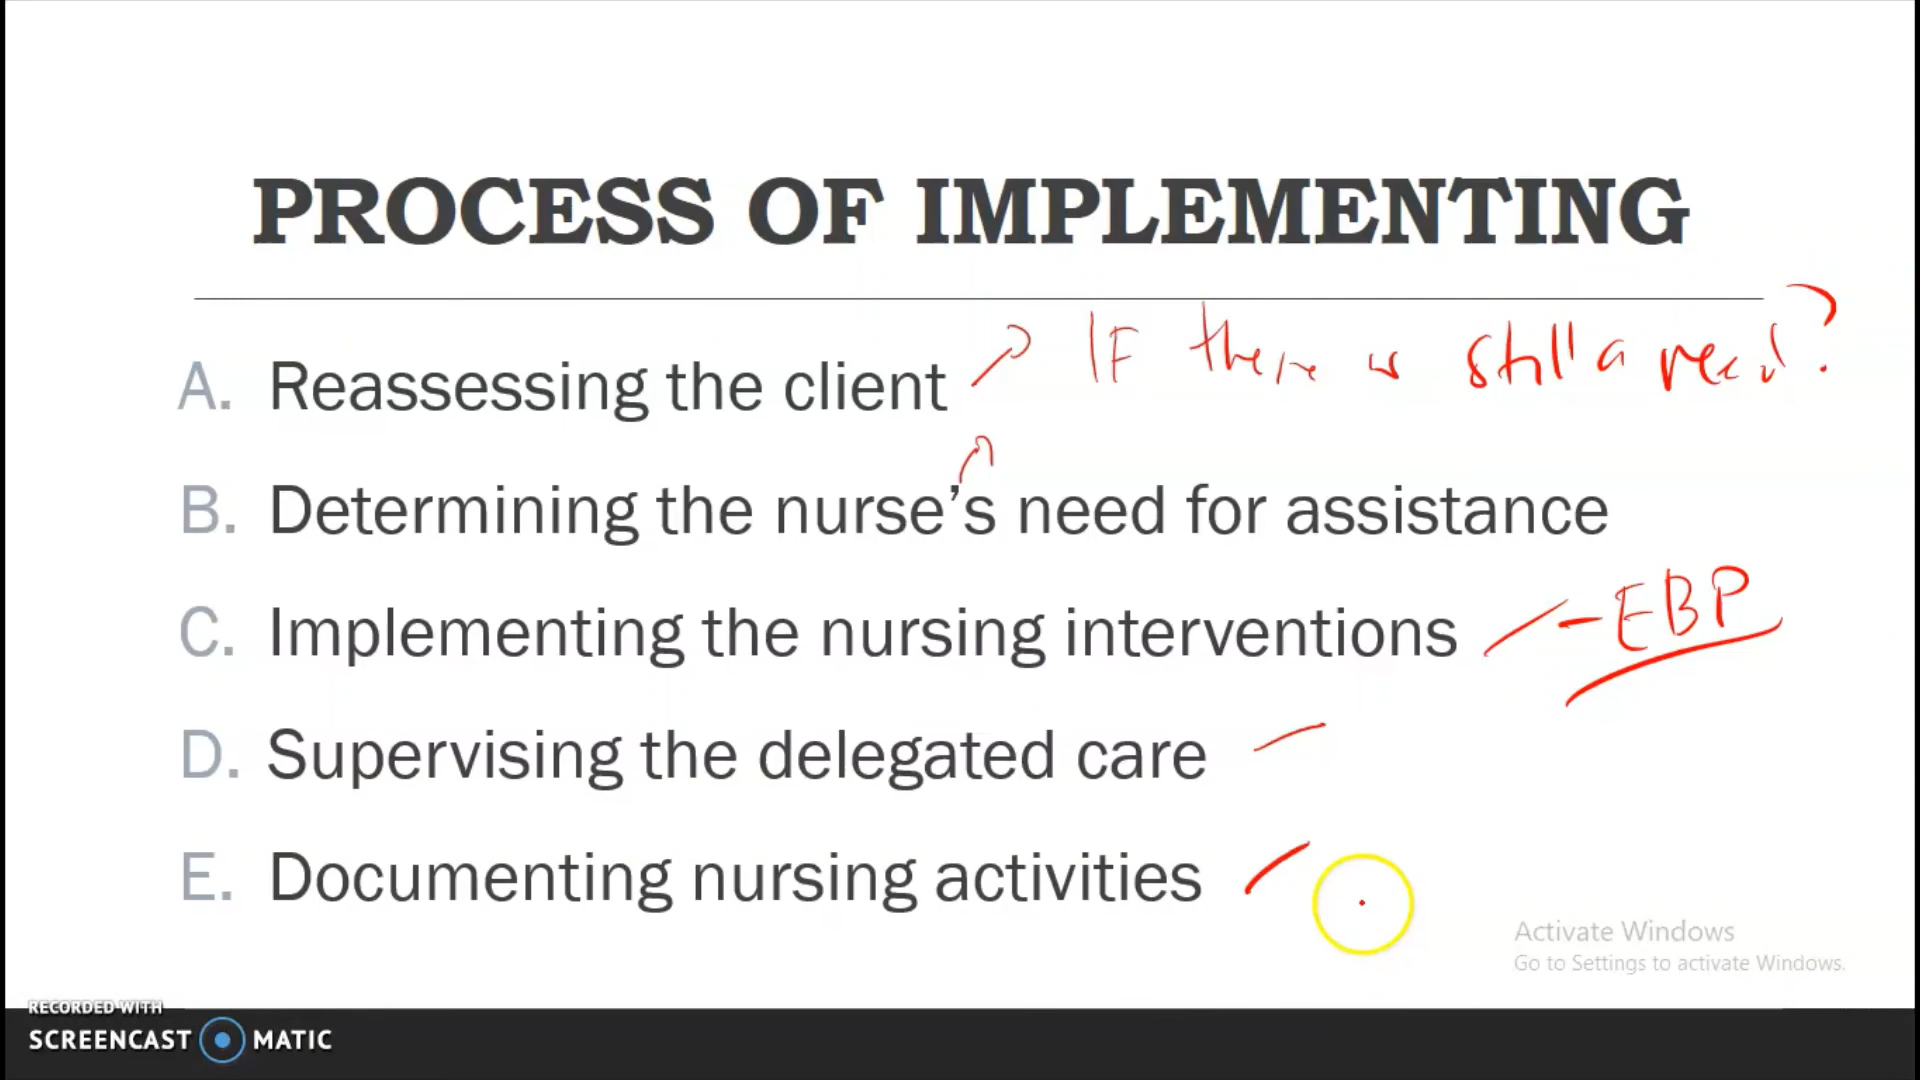 PROCESS OF IMPLEMENTING
A. Reassessing the client IF there is still a need?
B. Determining the nurse's need for assistance
C. Implementing the nursing interventions - EBP
D. Supervising the delegated care
E. Documenting nursing activities
Activate Windows
Go to Settings to activate Windows.
RECORDED WITH
SCREENCAST MATIC